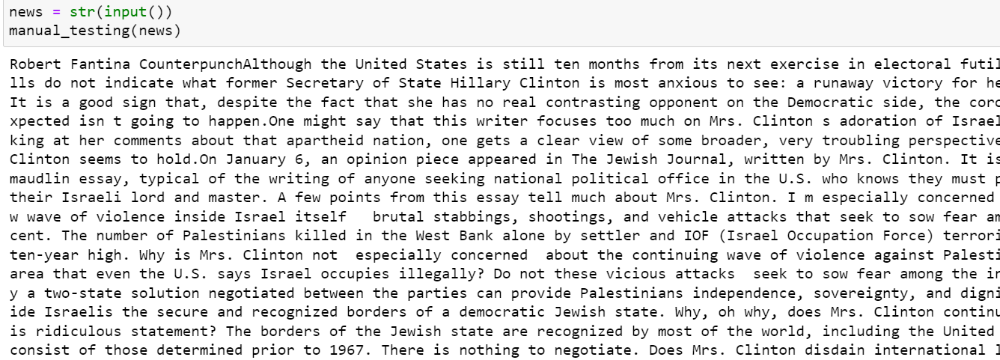 news = str(input())
manual_testing(news)
Robert Fantina CounterpunchAlthough the United States is still ten months from its next exercise in electoral futil
lls do not indicate what former Secretary of State Hillary Clinton is most anxious to see: a runaway victory for he
It is a good sign that, despite the fact that she has no real contrasting opponent on the Democratic side, the coro
xpected isn t going to happen.One might say that this writer focuses too much on Mrs. Clinton s adoration of Israel
king at her comments about that apartheid nation, one gets a clear view of some broader, very troubling perspective
Clinton seems to hold.On January 6, an opinion piece appeared in The Jewish Journal, written by Mrs. Clinton. It is
maudlin essay, typical of the writing of anyone seeking national political office in the U.S. who knows they must p
their Israeli lord and master. A few points from this essay tell much about Mrs. Clinton. I m especially concerned
w wave of violence inside Israel itself   brutal stabbings, shootings, and vehicle attacks that seek to sow fear am
cent. The number of Palestinians killed in the West Bank alone by settler and IOF (Israel Occupation Force) terrori
ten-year high. Why is Mrs. Clinton not  especially concerned  about the continuing wave of violence against Palesti
area that even the U.S. says Israel occupies illegally? Do not these vicious attacks  seek to sow fear among the in
y a two-state solution negotiated between the parties can provide Palestinians independence, sovereignty, and digni
ide Israelis the secure and recognized borders of a democratic Jewish state. Why, oh why, does Mrs. Clinton continu
is ridiculous statement? The borders of the Jewish state are recognized by most of the world, including the United
consist of those determined prior to 1967. There is nothing to negotiate. Does Mrs. Clinton disdain international l